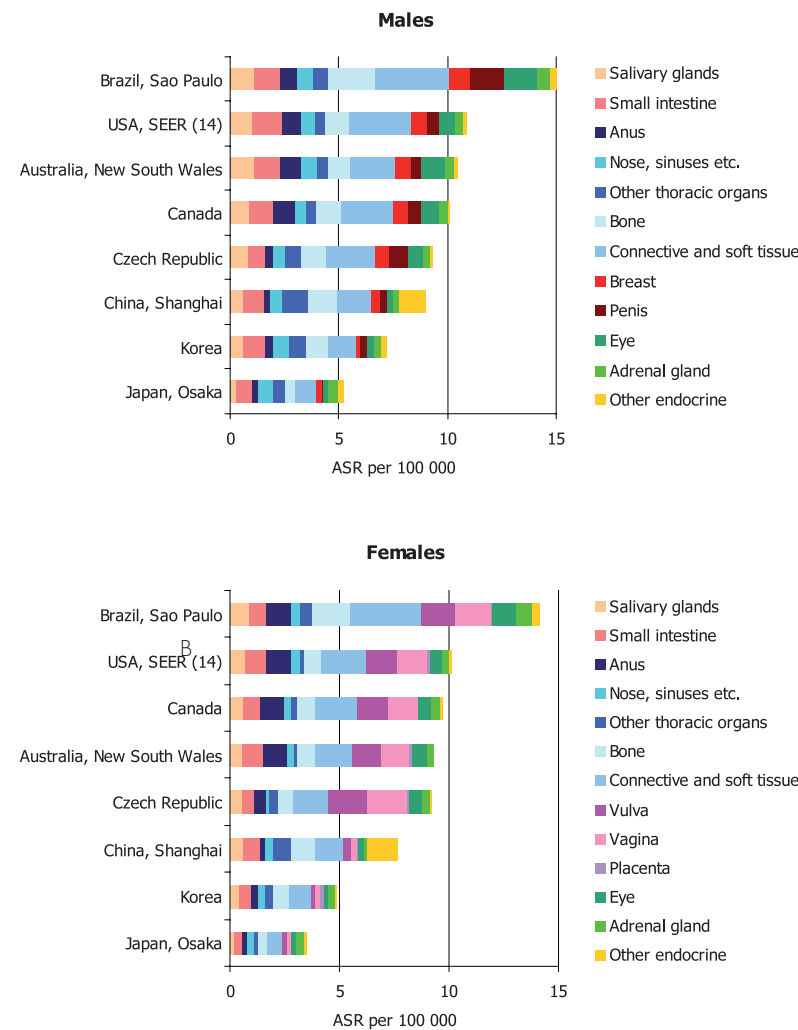 Males
Brazil, Sao Paulo
USA, SEER (14)
Australia, New South Wales
Canada
Czech Republic
China, Shanghai
Korea
Japan, Osaka
0 5 10 15
ASR per 100 000
Salivary glands
Small intestine
Anus
Nose, sinuses etc.
Other thoracic organs
Bone
Connective and soft tissue
Breast
Penis
Eye
Adrenal gland
Other endocrine
Females
Brazil, Sao Paulo
B
USA, SEER (14)
Canada
Australia, New South Wales
Czech Republic
China, Shanghai
Korea
Japan, Osaka
0 5 10 15
ASR per 100 000
Salivary glands
Small intestine
Anus
Nose, sinuses etc.
Other thoracic organs
Bone
Connective and soft tissue
Vulva
Vagina
Placenta
Eye
Adrenal gland
Other endocrine